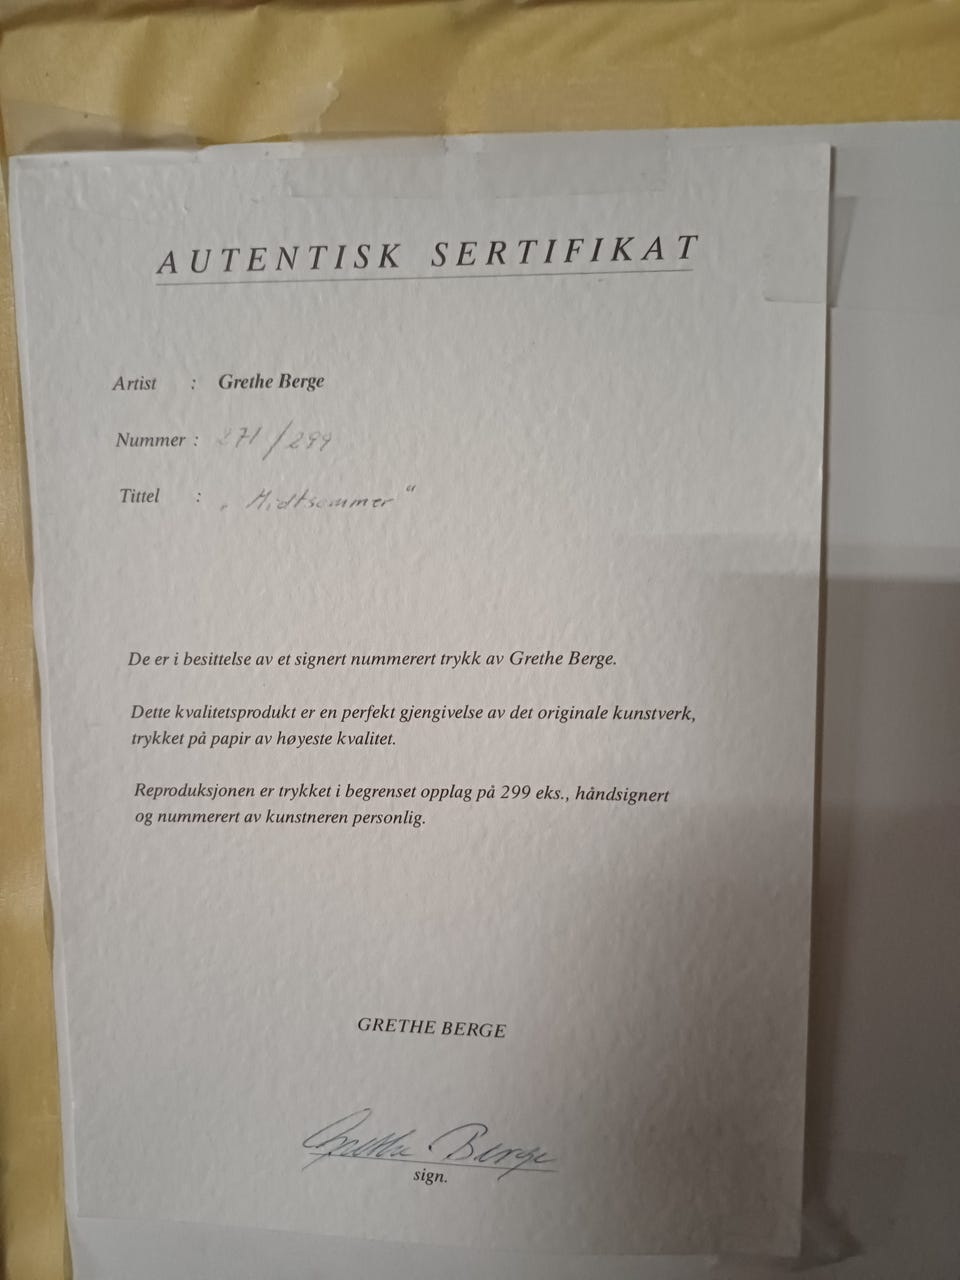 AUTENTISK SERTIFIKAT
Artist : Grethe Berge
Nummer : 271/299
Tittel : „Midtsommer“
De er i besittelse av et signert nummerert trykk av Grethe Berge.
Dette kvalitetsprodukt er en perfekt gjengivelse av det originale kunstverk,
trykket på papir av høyeste kvalitet.
Reproduksjonen er trykket i begrenset opplag på 299 eks., håndsignert
og nummerert av kunstneren personlig.
GRETHE BERGE
Grethe Berge
sign.